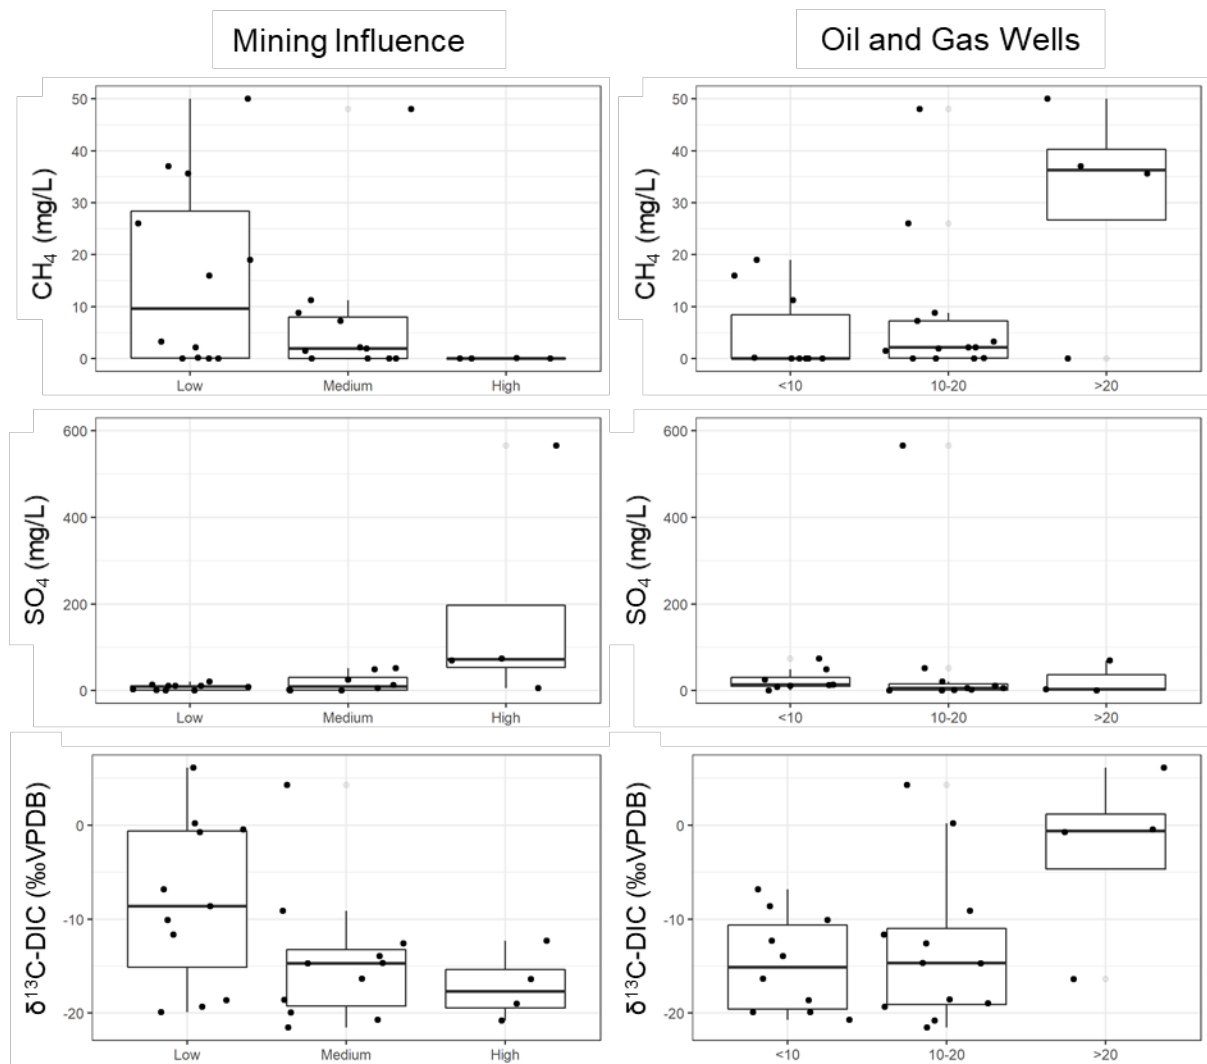 Mining Influence
Oil and Gas Wells
CH₄ (mg/L)
50
40
30
20
10
0
Low
Medium
High
CH₄ (mg/L)
50
40
30
20
10
0
<10
10-20
>20
SO₄ (mg/L)
600
400
200
0
Low
Medium
High
SO₄ (mg/L)
600
400
200
0
<10
10-20
>20
δ¹³C-DIC (‰VPDB)
0
-10
-20
Low
Medium
High
δ¹³C-DIC (‰VPDB)
0
-10
-20
<10
10-20
>20